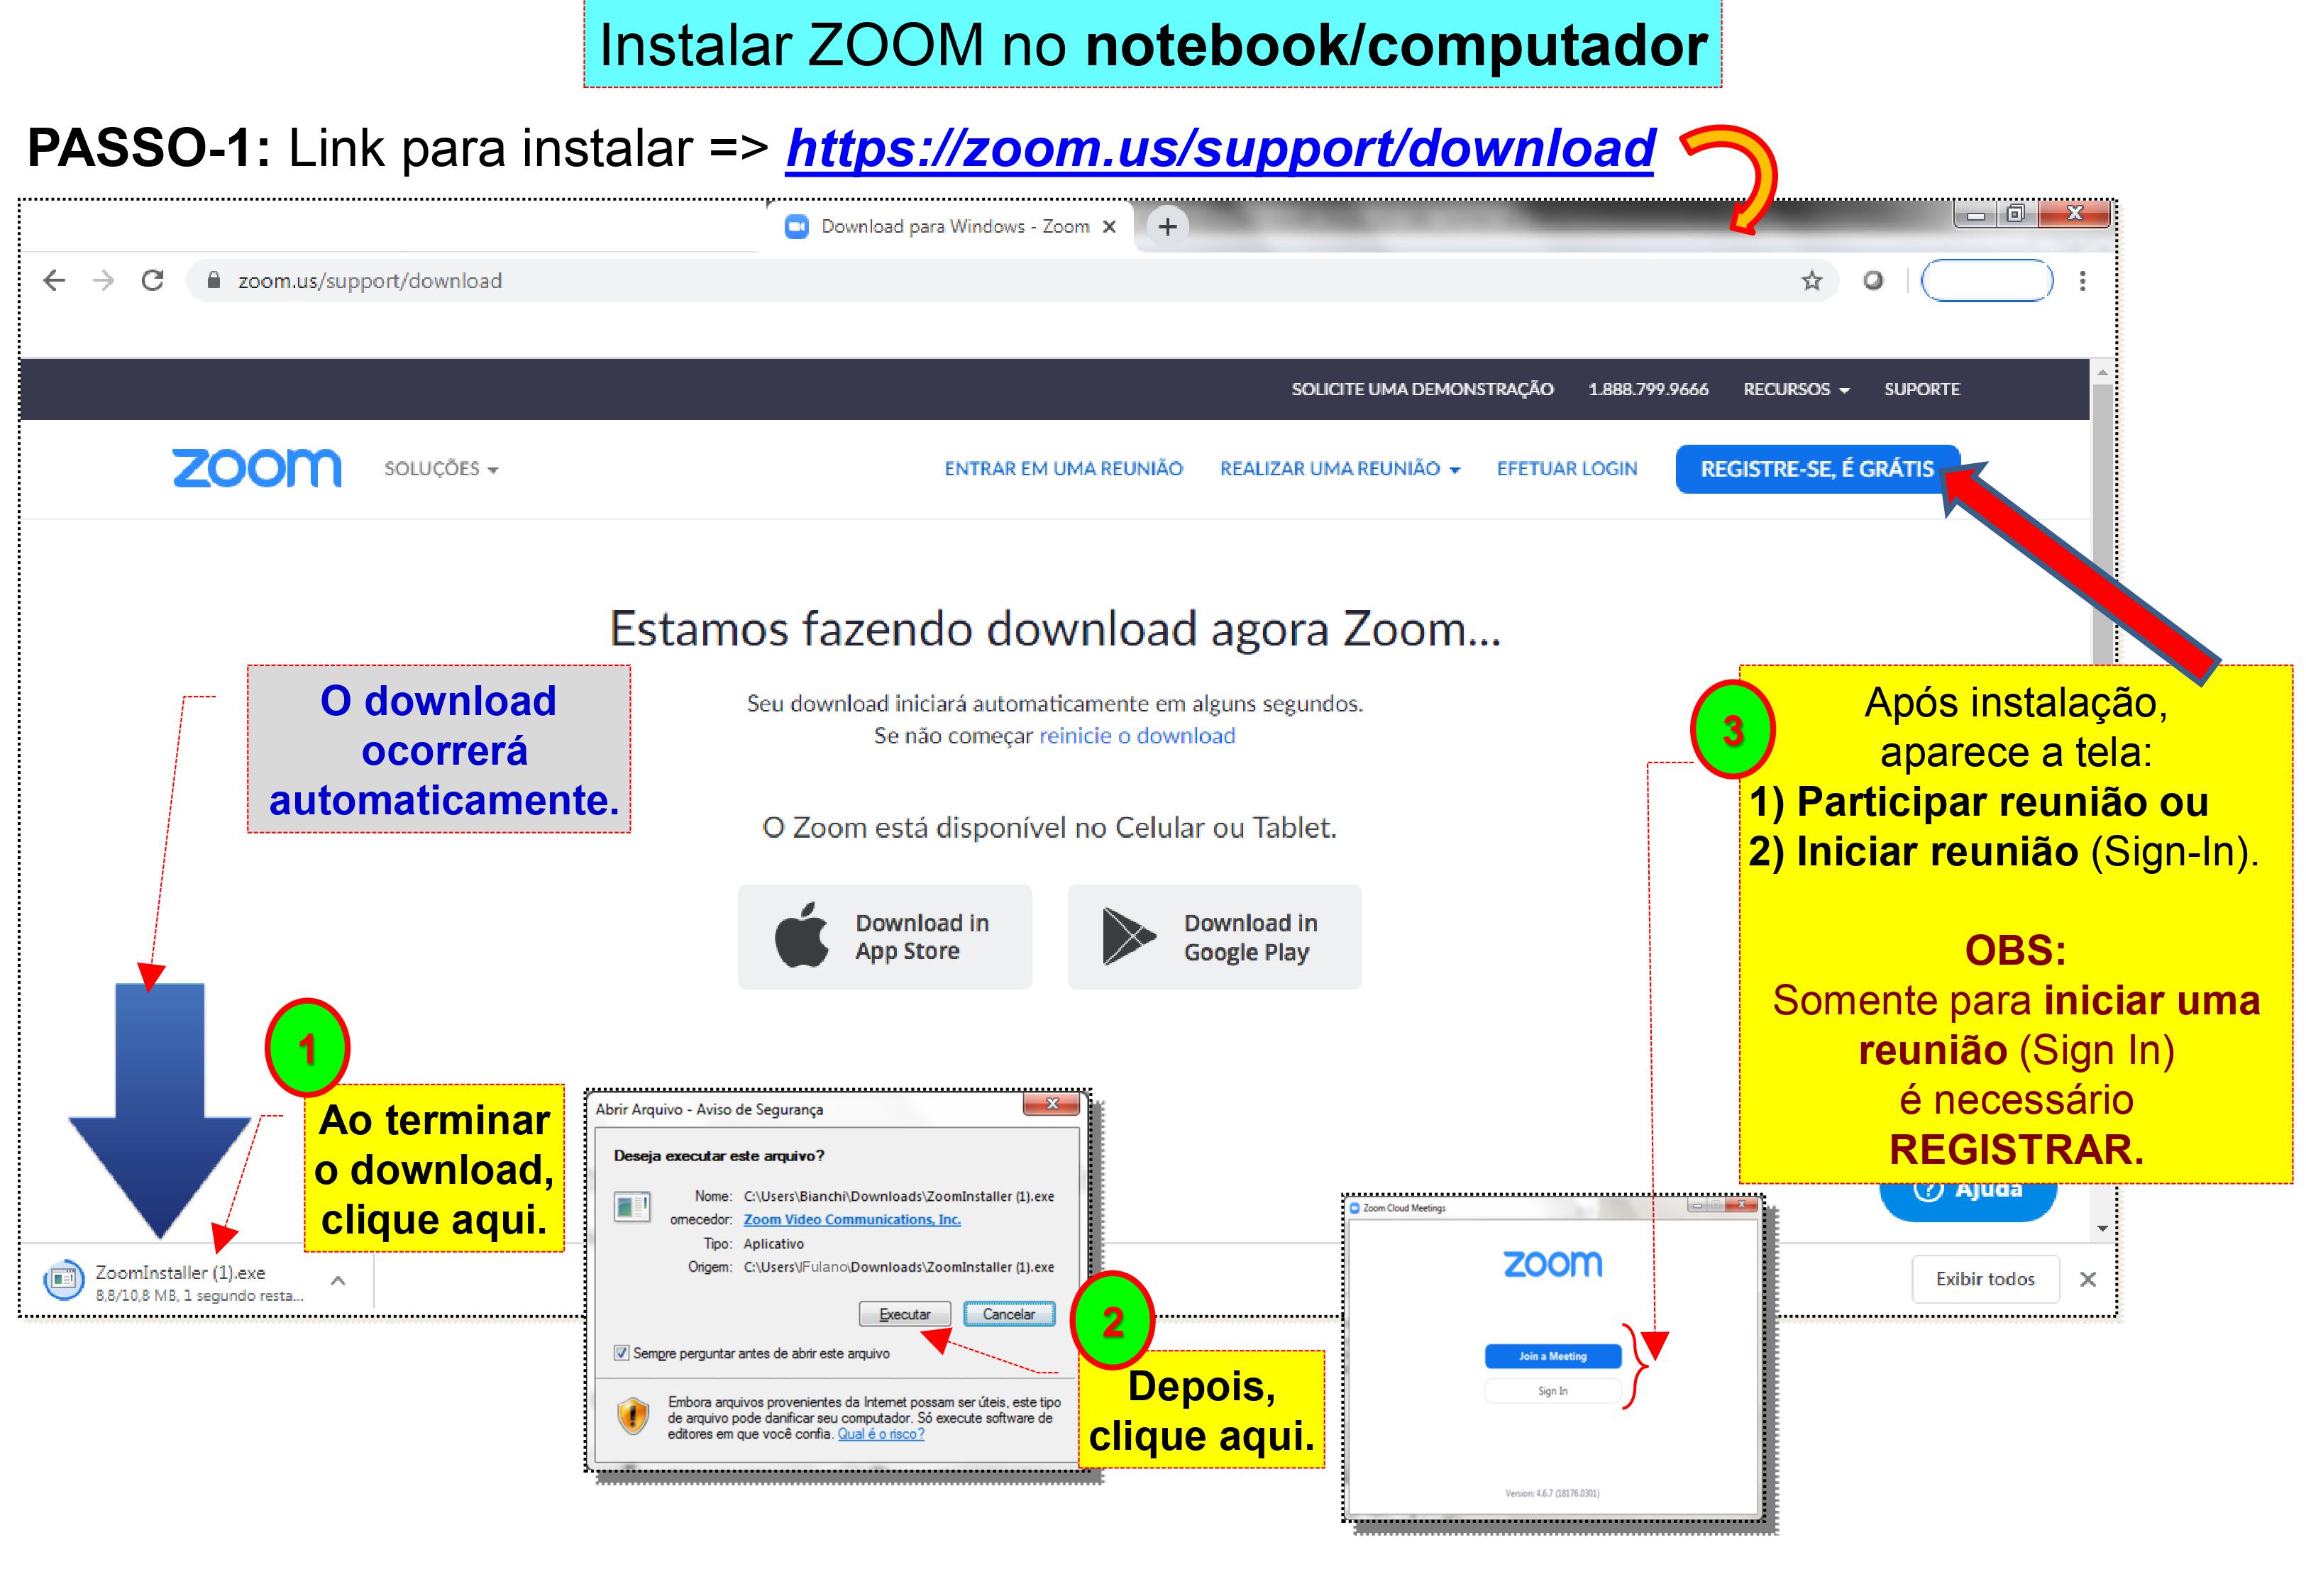 Instalar ZOOM no notebook/computador
PASSO-1: Link para instalar => https://zoom.us/support/download
Download para Windows - Zoom
zoom.us/support/download
SOLICITE UMA DEMONSTRAÇÃO 1.888.799.9666 RECURSOS SUPORTE
zoom SOLUÇÕES ENTRAR EM UMA REUNIÃO REALIZAR UMA REUNIÃO EFETUAR LOGIN REGISTRE-SE, É GRÁTIS
Estamos fazendo download agora Zoom...
Seu download iniciará automaticamente em alguns segundos.
Se não começar reinicie o download
O Zoom está disponível no Celular ou Tablet.
Download in
App Store
Download in
Google Play
O download
ocorrerá
automaticamente.
1
Ao terminar
o download,
clique aqui.
ZoomInstaller (1).exe
8,8/10,8 MB, 1 segundo resta...
Abrir Arquivo - Aviso de Segurança
Deseja executar este arquivo?
Nome: C:\Users\Bianchi\Downloads\ZoomInstaller (1).exe
ornecedor: Zoom Video Communications, Inc.
Tipo: Aplicativo
Origem: C:\Users\|Fulano\Downloads\ZoomInstaller (1).exe
Executar Cancelar
Sempre perguntar antes de abrir este arquivo
Embora arquivos provenientes da Internet possam ser úteis, este tipo
de arquivo pode danificar seu computador. Só execute software de
editores em que você confia. Qual é o risco?
2
Depois,
clique aqui.
3
Após instalação,
aparece a tela:
1) Participar reunião ou
2) Iniciar reunião (Sign-In).
OBS:
Somente para iniciar uma
reunião (Sign In)
é necessário
REGISTRAR.
Ajuda
Zoom Cloud Meetings
zoom
Join a Meeting
Sign In
Version: 4.6.7 (18176.0301)
Exibir todos